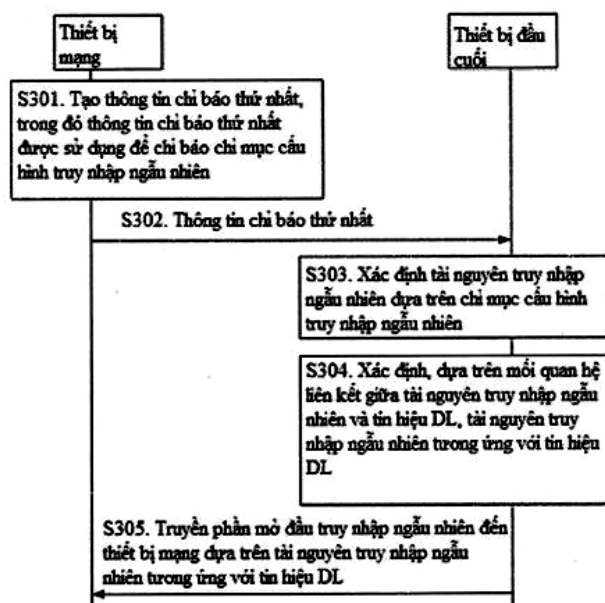 Thiết bị
mạng
Thiết bị đầu
cuối
S301. Tạo thông tin chỉ báo thứ nhất,
trong đó thông tin chỉ báo thứ nhất
được sử dụng để chỉ báo chỉ mục cấu
hình truy nhập ngẫu nhiên
S302. Thông tin chỉ báo thứ nhất
S303. Xác định tài nguyên truy nhập
ngẫu nhiên dựa trên chỉ mục cấu hình
truy nhập ngẫu nhiên
S304. Xác định, dựa trên mối quan hệ
liên kết giữa tài nguyên truy nhập ngẫu
nhiên và tín hiệu DL, tài nguyên truy
nhập ngẫu nhiên tương ứng với tín hiệu
DL
S305. Truyền phần mở đầu truy nhập ngẫu nhiên đến
thiết bị mạng dựa trên tài nguyên truy nhập ngẫu
nhiên tương ứng với tín hiệu DL